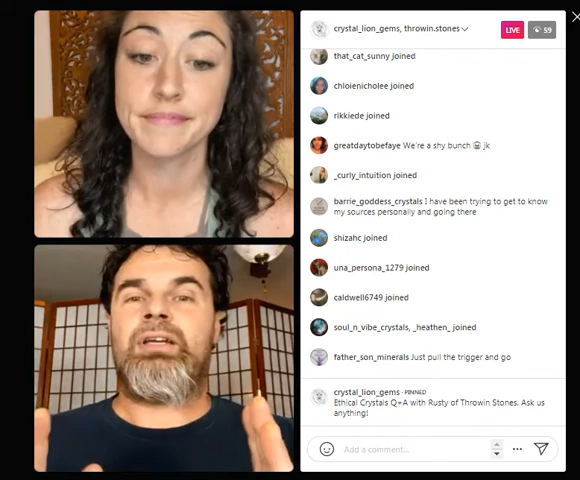 crystal_lion_gems, throwin.stones
LIVE
59
that_cat_sunny joined
chloienicholee joined
rikkiede joined
greatdaytobefaye We're a shy bunch jk
_curly_intuition joined
barrie_goddess_crystals I have been trying to get to know
my sources personally and going there
shizahc joined
una_persona_1279 joined
caldwell6749 joined
soul_n_vibe_crystals, _heathen_ joined
father_son_minerals Just pull the trigger and go
crystal_lion_gems · PINNED
Ethical Crystals Q+A with Rusty of Throwin Stones. Ask us
anything!
Add a comment...